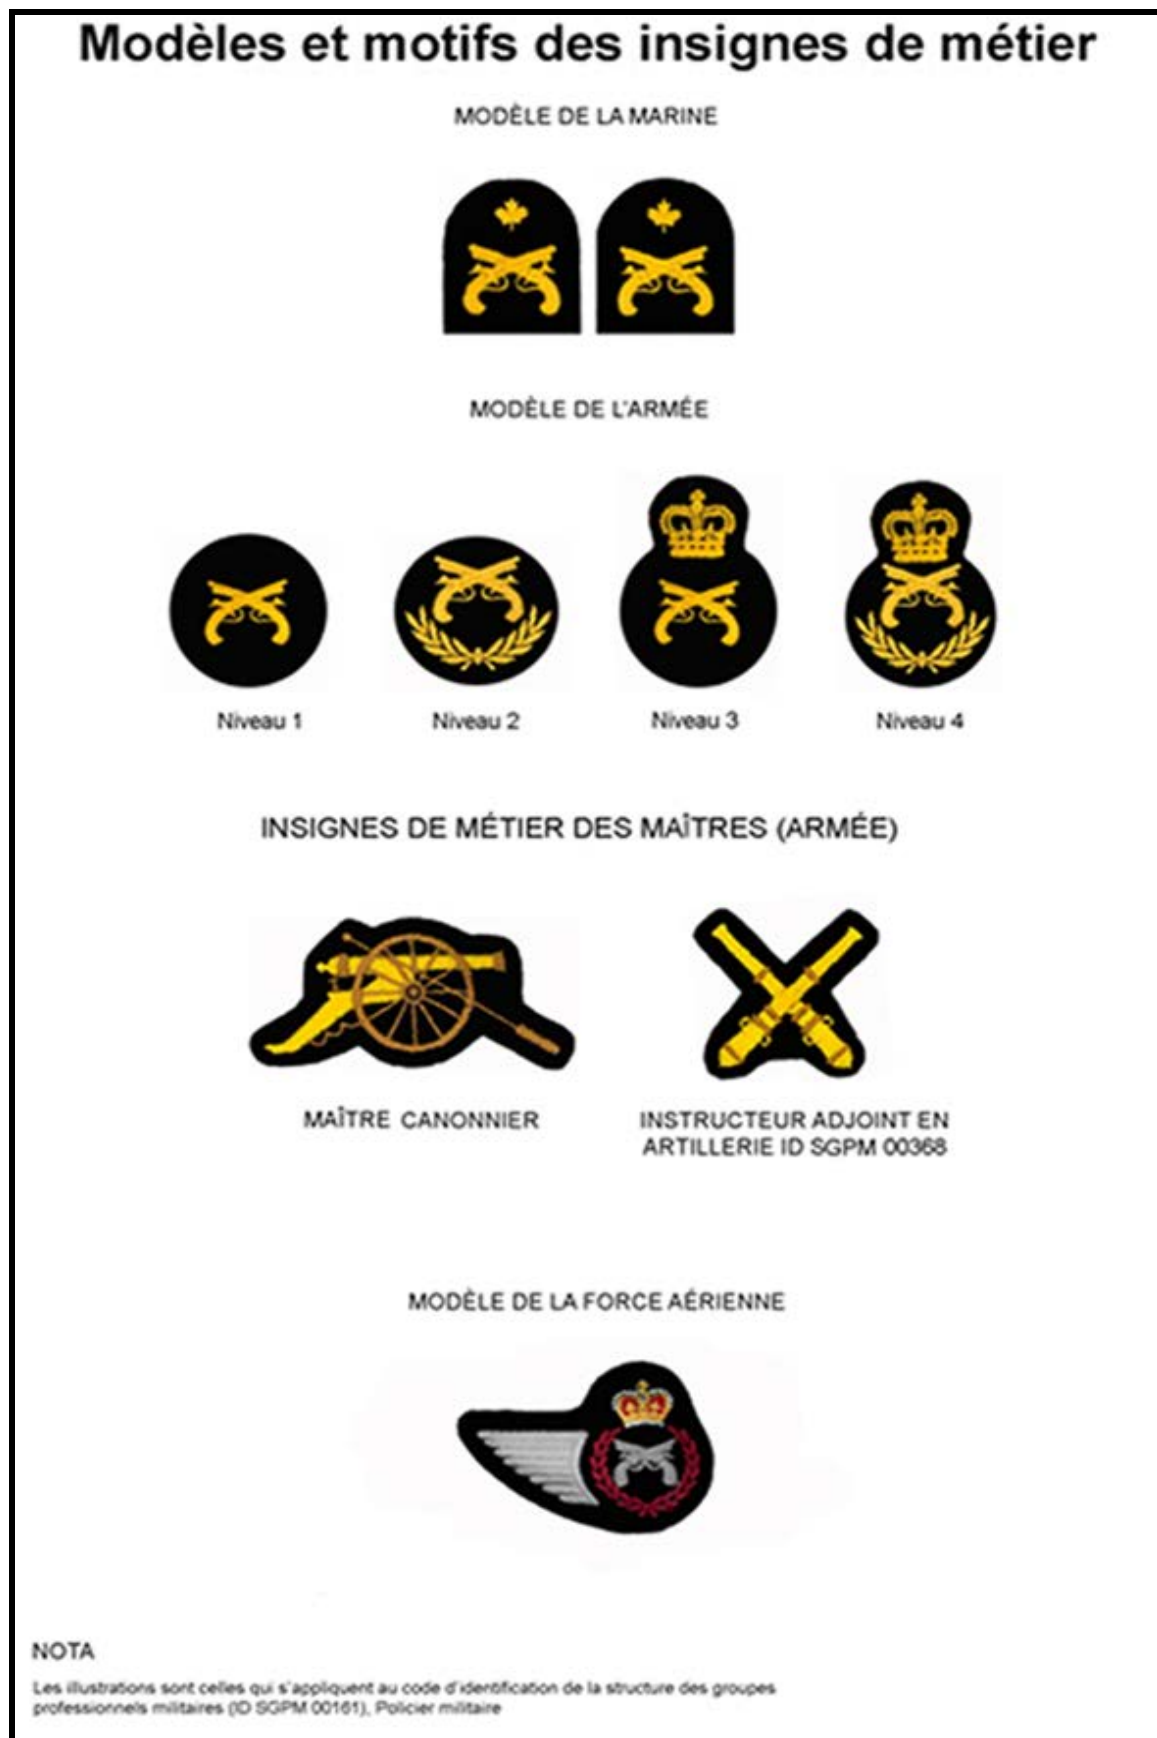 Modèles et motifs des insignes de métier
MODÈLE DE LA MARINE
MODÈLE DE L'ARMÉE
Niveau 1
Niveau 2
Niveau 3
Niveau 4
INSIGNES DE MÉTIER DES MAÎTRES (ARMÉE)
MAÎTRE CANONNIER
INSTRUCTEUR ADJOINT EN
ARTILLERIE ID SGPM 00368
MODÈLE DE LA FORCE AÉRIENNE
NOTA
Les illustrations sont celles qui s'appliquent au code d'identification de la structure des groupes
professionnels militaires (ID SGPM 00161), Policier militaire